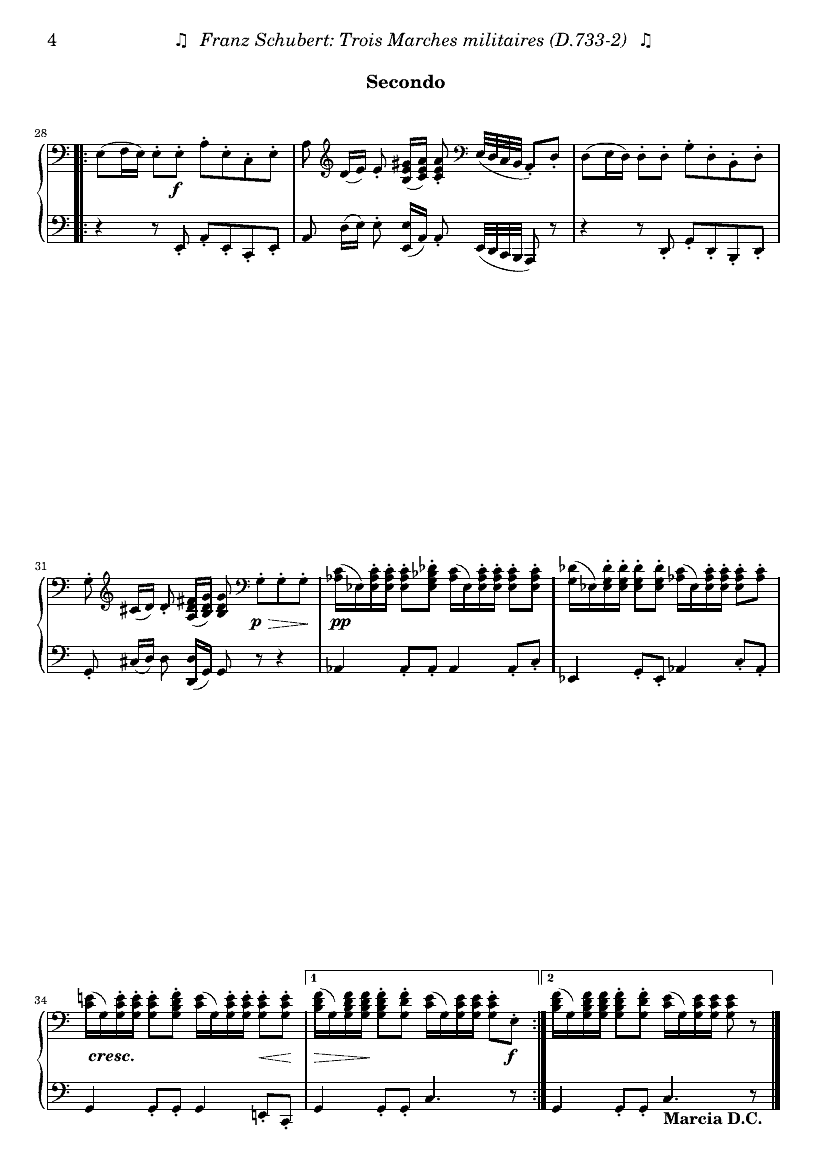 4
♫ Franz Schubert: Trois Marches militaires (D.733-2) ♫
Secondo
28
f
31
p
pp
34
1
2
cresc.
f
Marcia D.C.